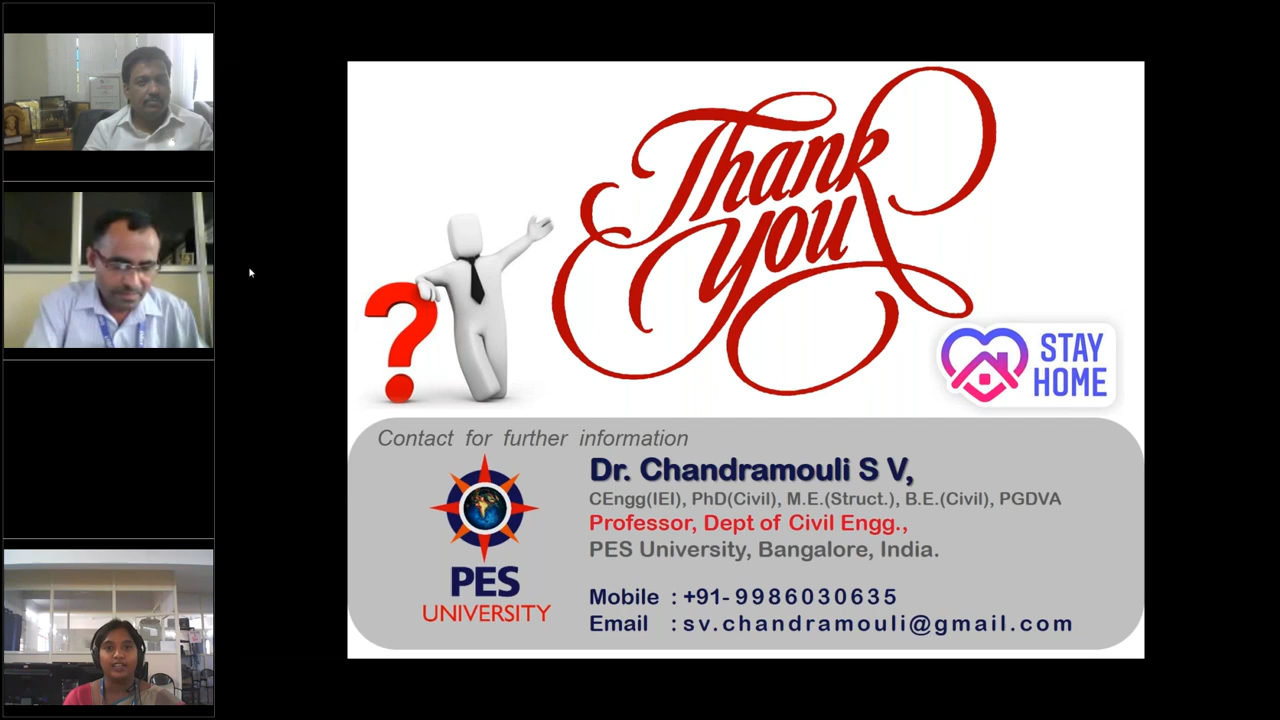 Thank
you
?
STAY
HOME
Contact for further information
Dr. Chandramouli S V,
CEngg(IEI), PhD(Civil), M.E.(Struct.), B.E.(Civil), PGDVA
Professor, Dept of Civil Engg.,
PES University, Bangalore, India.
PES
UNIVERSITY
Mobile : +91- 9986030635
Email : sv.chandramouli@gmail.com